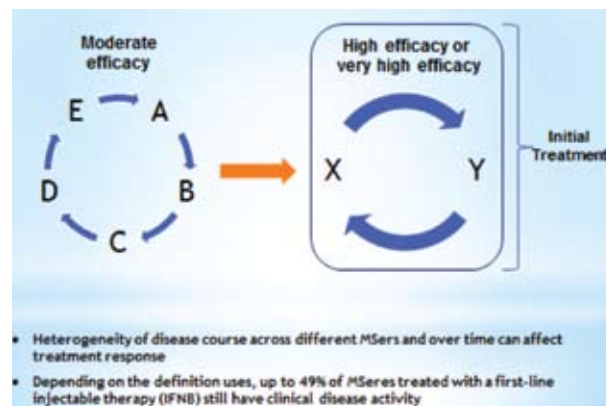 Moderate
efficacy
E A
D B
C
High efficacy or
very high efficacy
X Y
Initial
Treatment
• Heterogeneity of disease course across different MSers and over time can affect
treatment response
• Depending on the definition uses, up to 49% of MSeres treated with a first-line
injectable therapy (IFNB) still have clinical disease activity